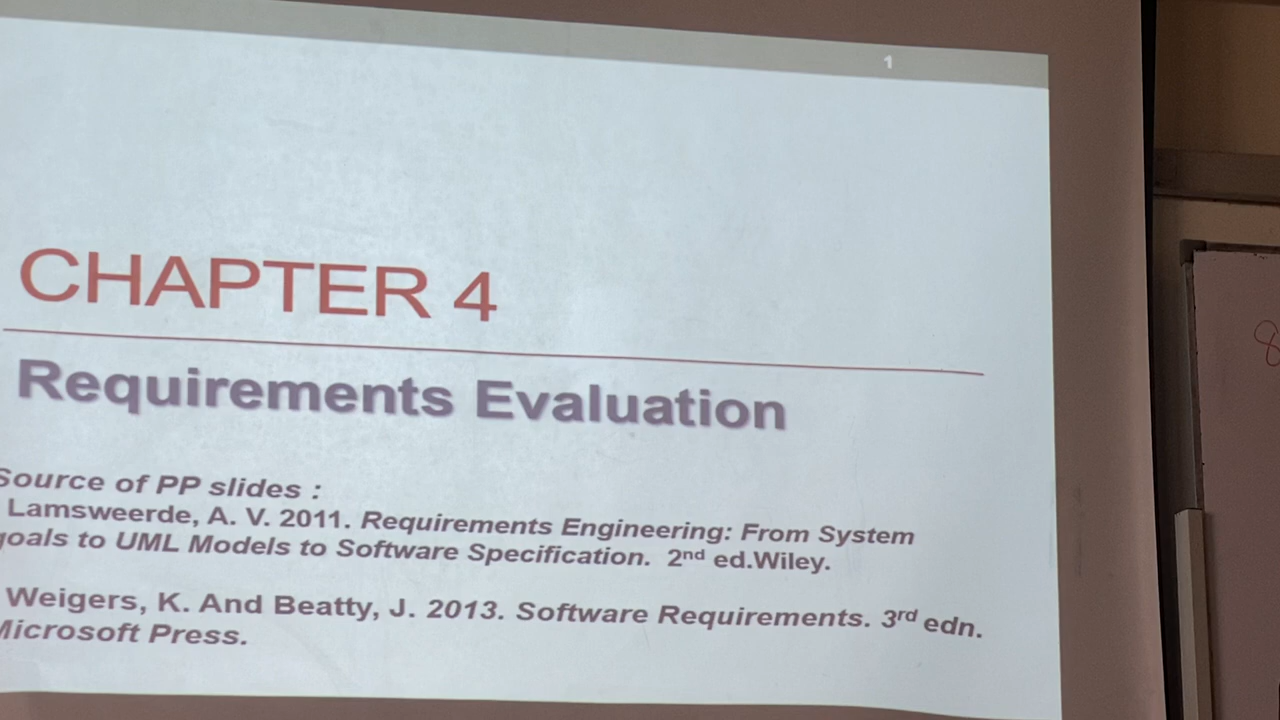 1
CHAPTER 4
Requirements Evaluation
Source of PP slides :
Lamsweerde, A. V. 2011. Requirements Engineering: From System
goals to UML Models to Software Specification. 2nd ed.Wiley.
Weigers, K. And Beatty, J. 2013. Software Requirements. 3rd edn.
Microsoft Press.
8